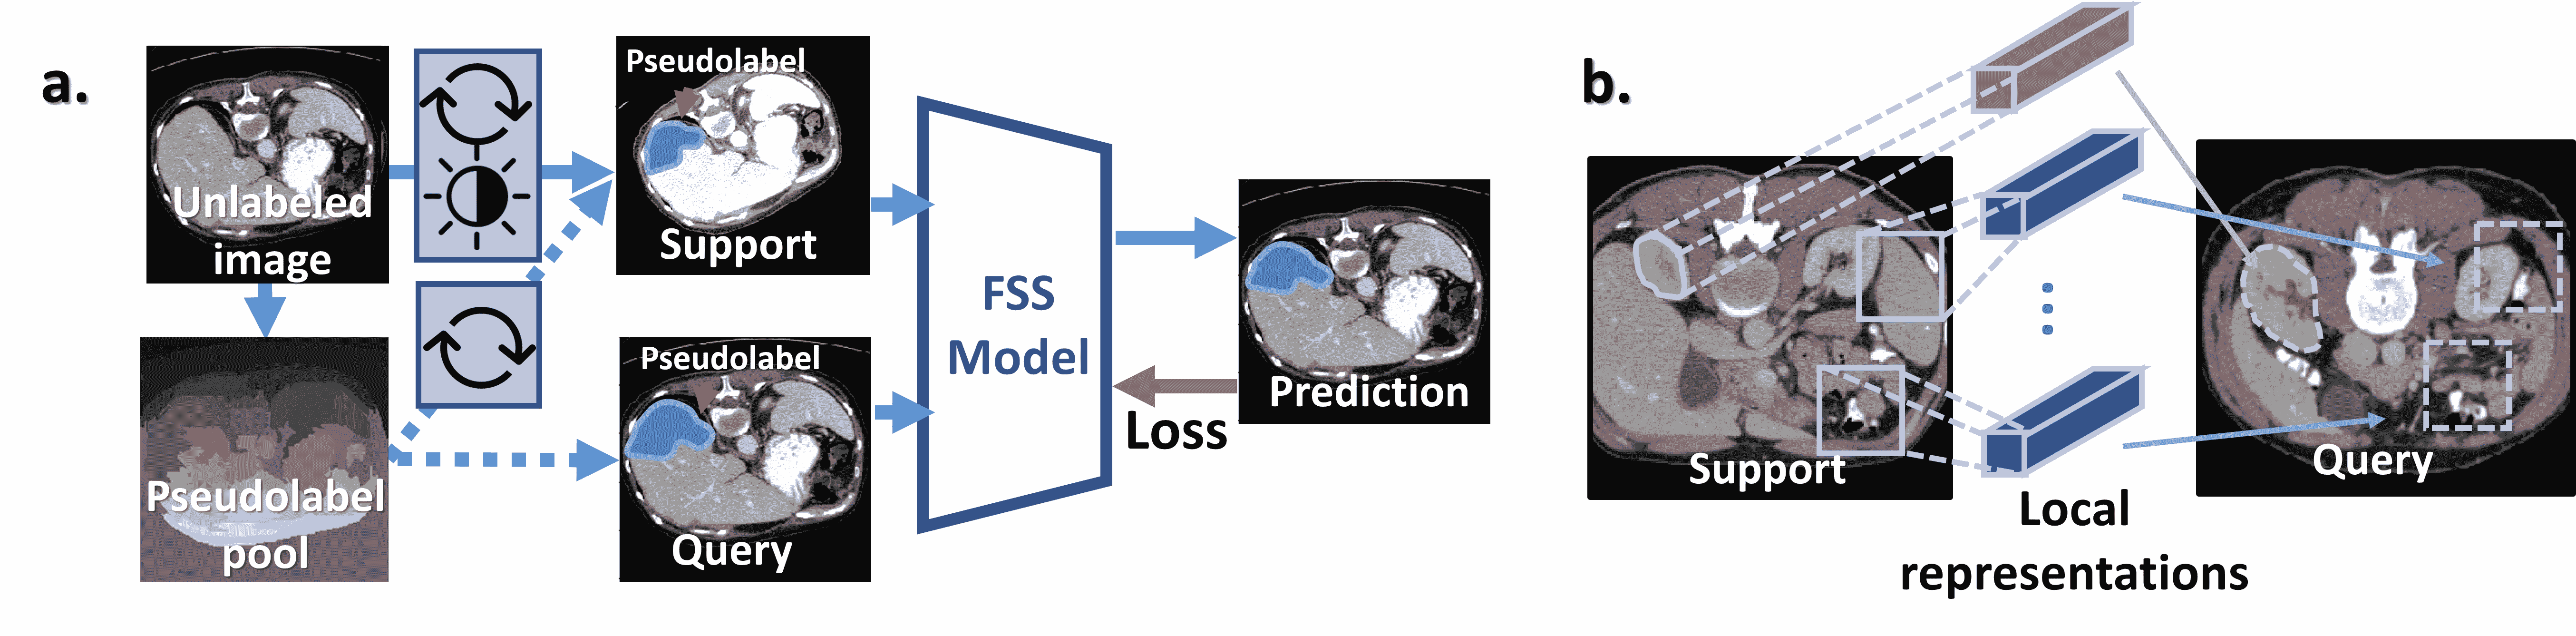 a.
Unlabeled
image
Pseudolabel
pool
Pseudolabel
Support
Pseudolabel
Query
FSS
Model
Prediction
Loss
b.
Support
Local
representations
Query